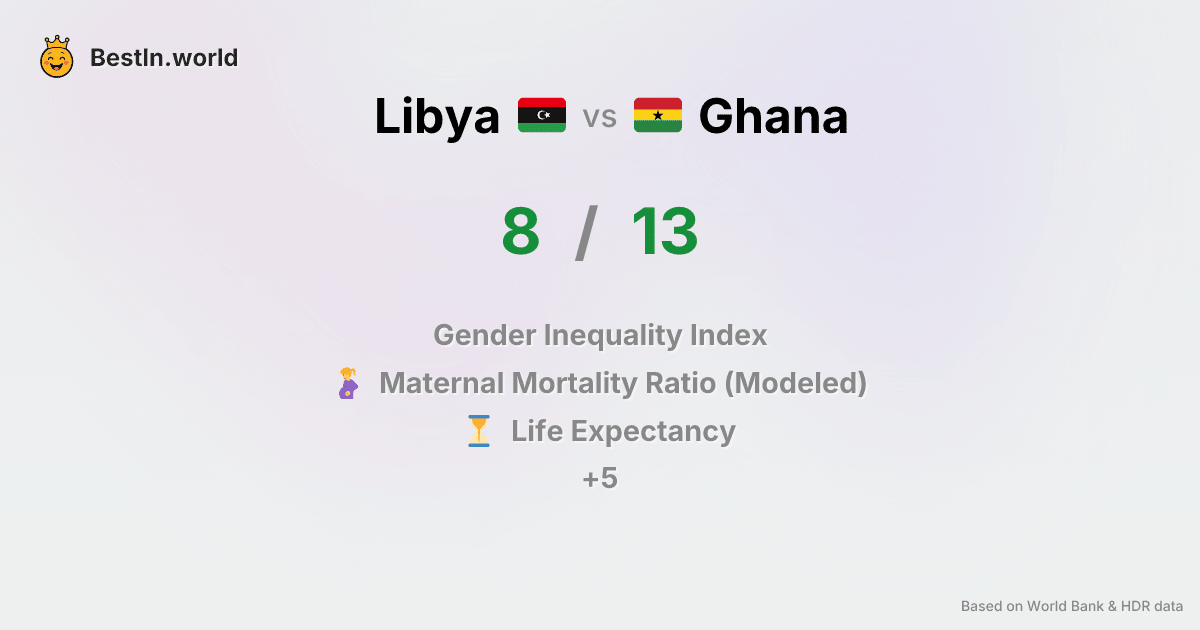 BestIn.world
Libya vs Ghana
8 / 13
Gender Inequality Index
Maternal Mortality Ratio (Modeled)
Life Expectancy
+5
Based on World Bank & HDR data